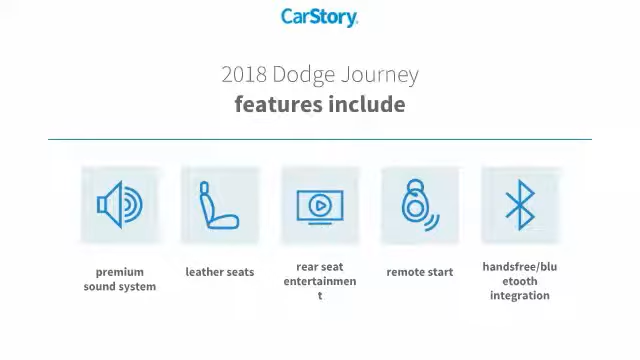 CarStory
2018 Dodge Journey
features include
premium
sound system
leather seats
rear seat
entertainmen
t
remote start
handsfree/blu
etooth
integration